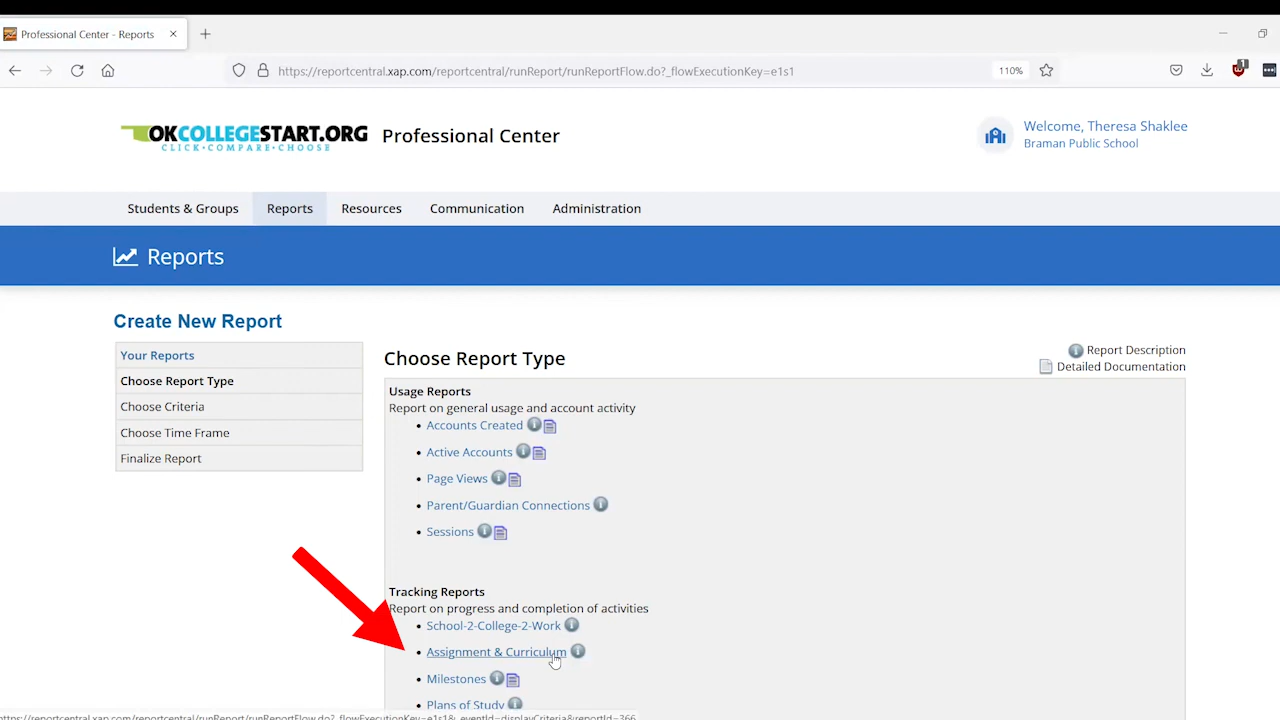 Professional Center - Reports
https://reportcentral.xap.com/reportcentral/runReport/runReportFlow.do?_flowExecutionKey=e1s1
110%
1
OKCOLLEGESTART.ORG
CLICK•COMPARE•CHOOSE
Professional Center
Welcome, Theresa Shaklee
Braman Public School
Students & Groups
Reports
Resources
Communication
Administration
Reports
Create New Report
Your Reports
Choose Report Type
Choose Criteria
Choose Time Frame
Finalize Report
Choose Report Type
Report Description
Detailed Documentation
Usage Reports
Report on general usage and account activity
• Accounts Created
• Active Accounts
• Page Views
• Parent/Guardian Connections
• Sessions
Tracking Reports
Report on progress and completion of activities
• School-2-College-2-Work
• Assignment & Curriculum
• Milestones
• Plans of Study